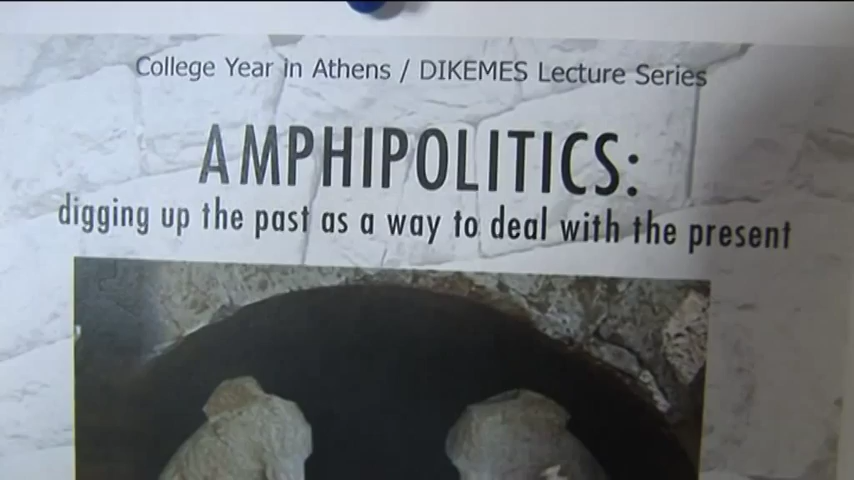 College Year in Athens / DIKEMES Lecture Series
AMPHIPOLITICS:
digging up the past as a way to deal with the present